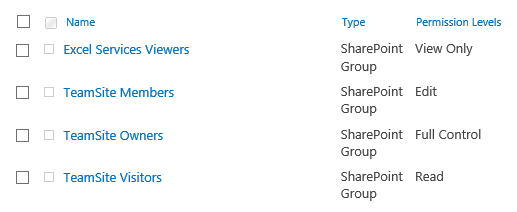 Name Type Permission Levels
Excel Services Viewers SharePoint Group View Only
TeamSite Members SharePoint Group Edit
TeamSite Owners SharePoint Group Full Control
TeamSite Visitors SharePoint Group Read